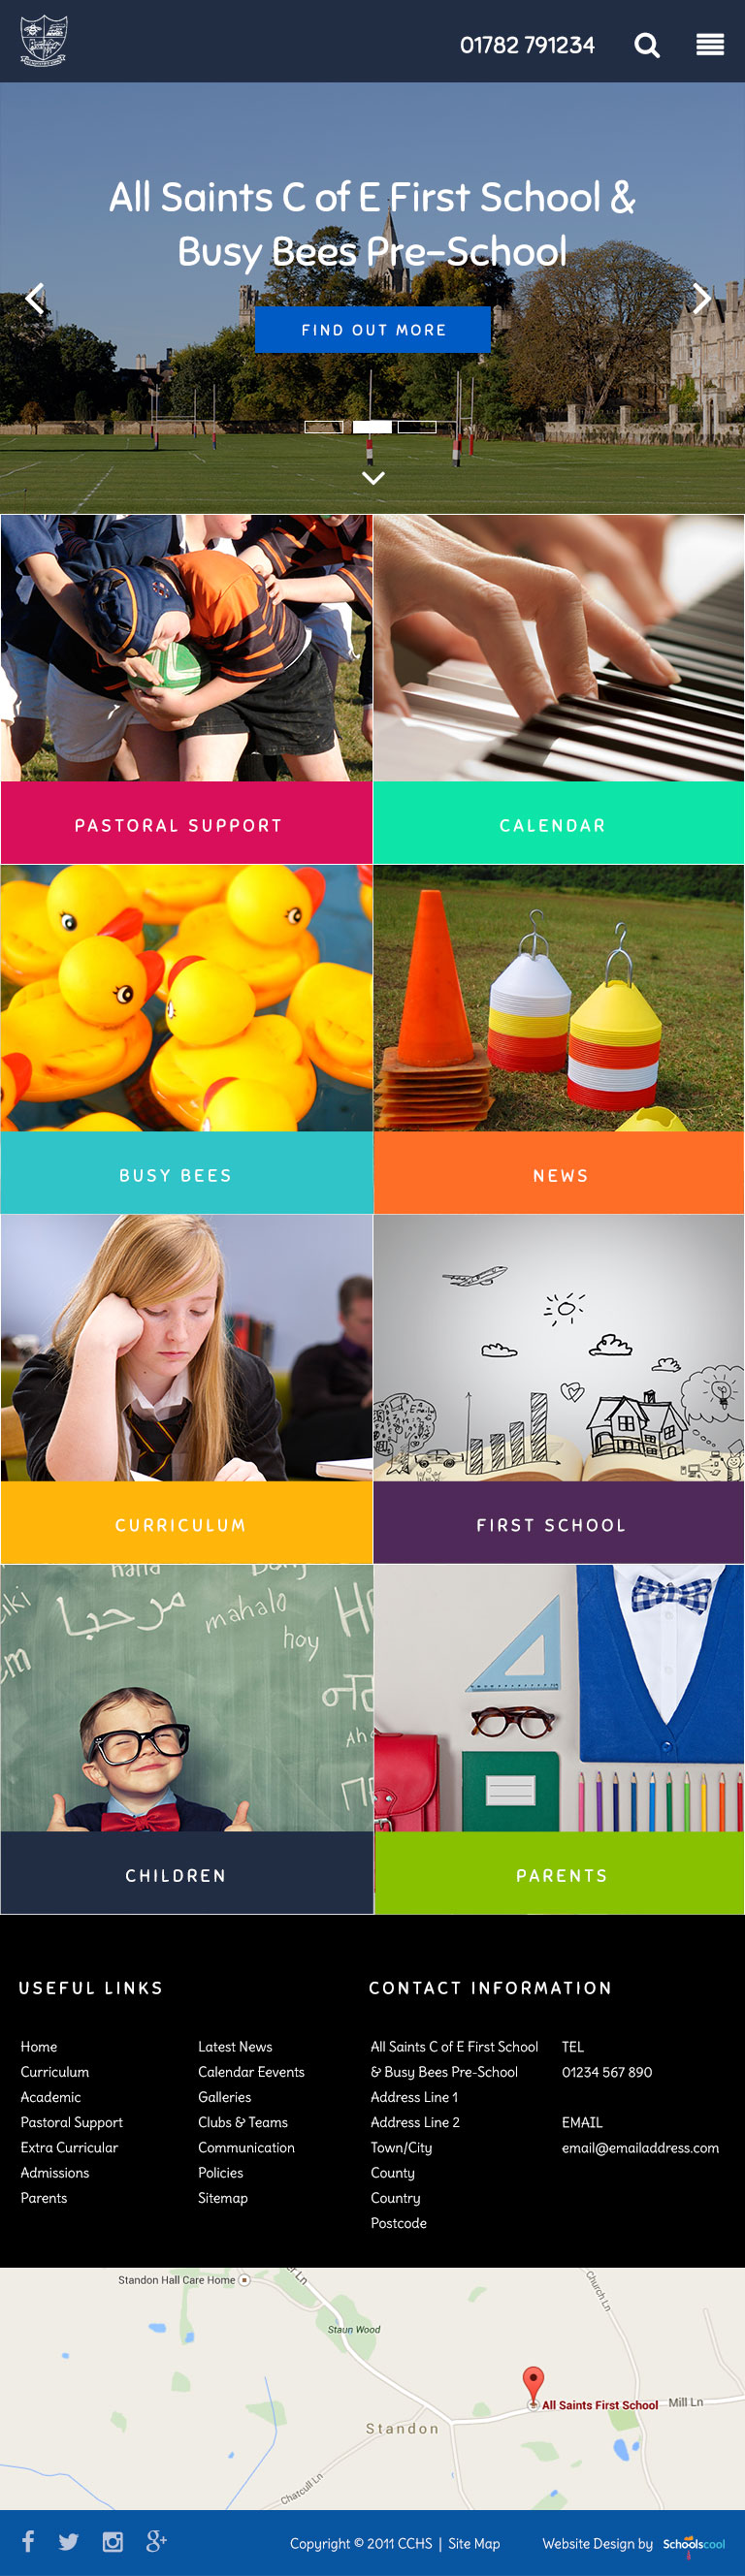 01782 791234
All Saints C of E First School &
Busy Bees Pre-School
FIND OUT MORE
PASTORAL SUPPORT
CALENDAR
BUSY BEES
NEWS
CURRICULUM
FIRST SCHOOL
مرحبا
mahalo
hoy
CHILDREN
PARENTS
USEFUL LINKS
Home
Curriculum
Academic
Pastoral Support
Extra Curricular
Admissions
Parents
Latest News
Calendar Eevents
Galleries
Clubs & Teams
Communication
Policies
Sitemap
CONTACT INFORMATION
All Saints C of E First School
& Busy Bees Pre-School
Address Line 1
Address Line 2
Town/City
County
Country
Postcode
TEL
01234 567 890
EMAIL
email@emailaddress.com
Standon Hall Care Home
Church Ln
Staun Wood
All Saints First School
Mill Ln
Standon
Chatcull Ln
Copyright © 2011 CCHS | Site Map
Website Design by Schoolscool